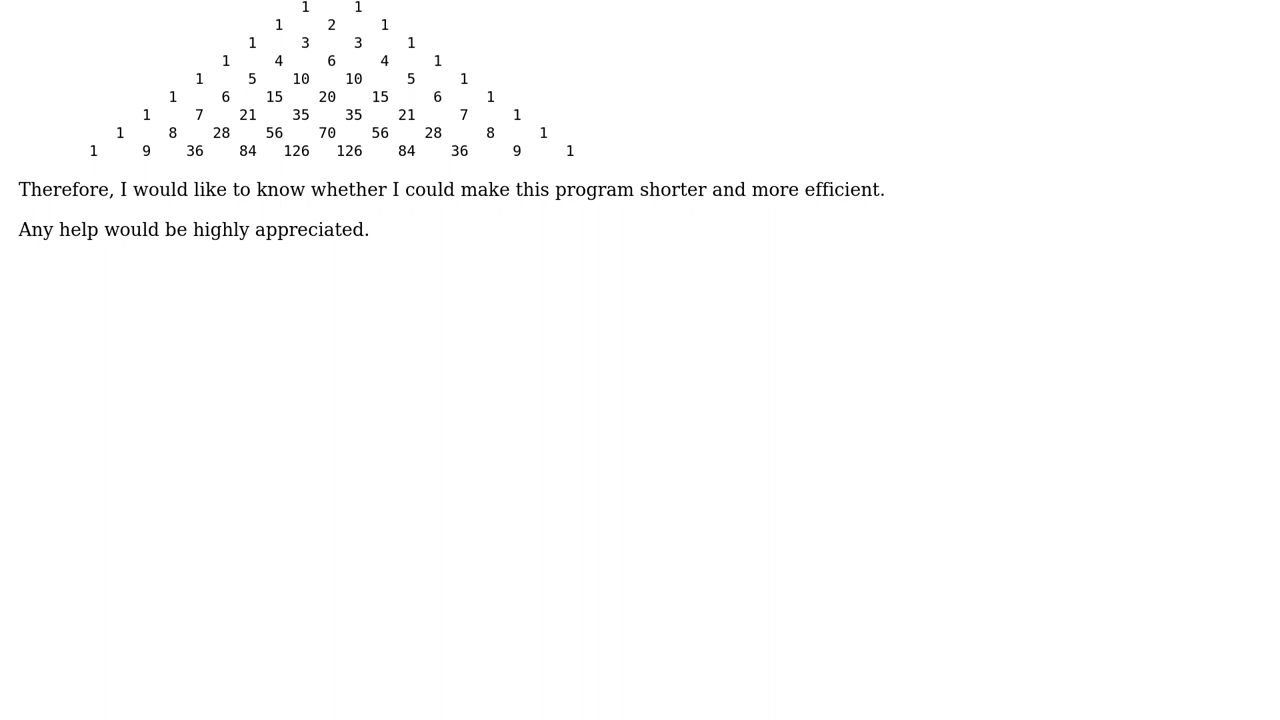 1     1
1     2     1
1     3     3     1
1     4     6     4     1
1     5    10    10     5     1
1     6    15    20    15     6     1
1     7    21    35    35    21     7     1
1     8    28    56    70    56    28     8     1
1     9    36    84   126   126    84    36     9     1
Therefore, I would like to know whether I could make this program shorter and more efficient.
Any help would be highly appreciated.